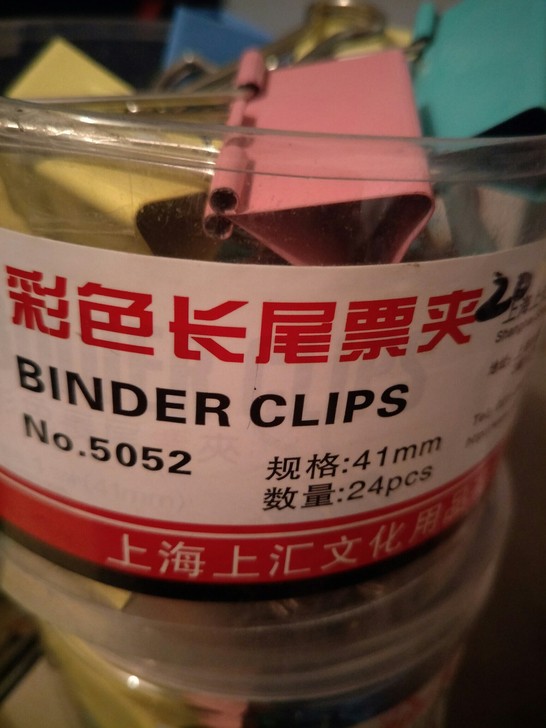 彩色长尾票夹
BINDER CLIPS
No.5052
规格:41mm
数量:24pcs
上海上汇文化用品